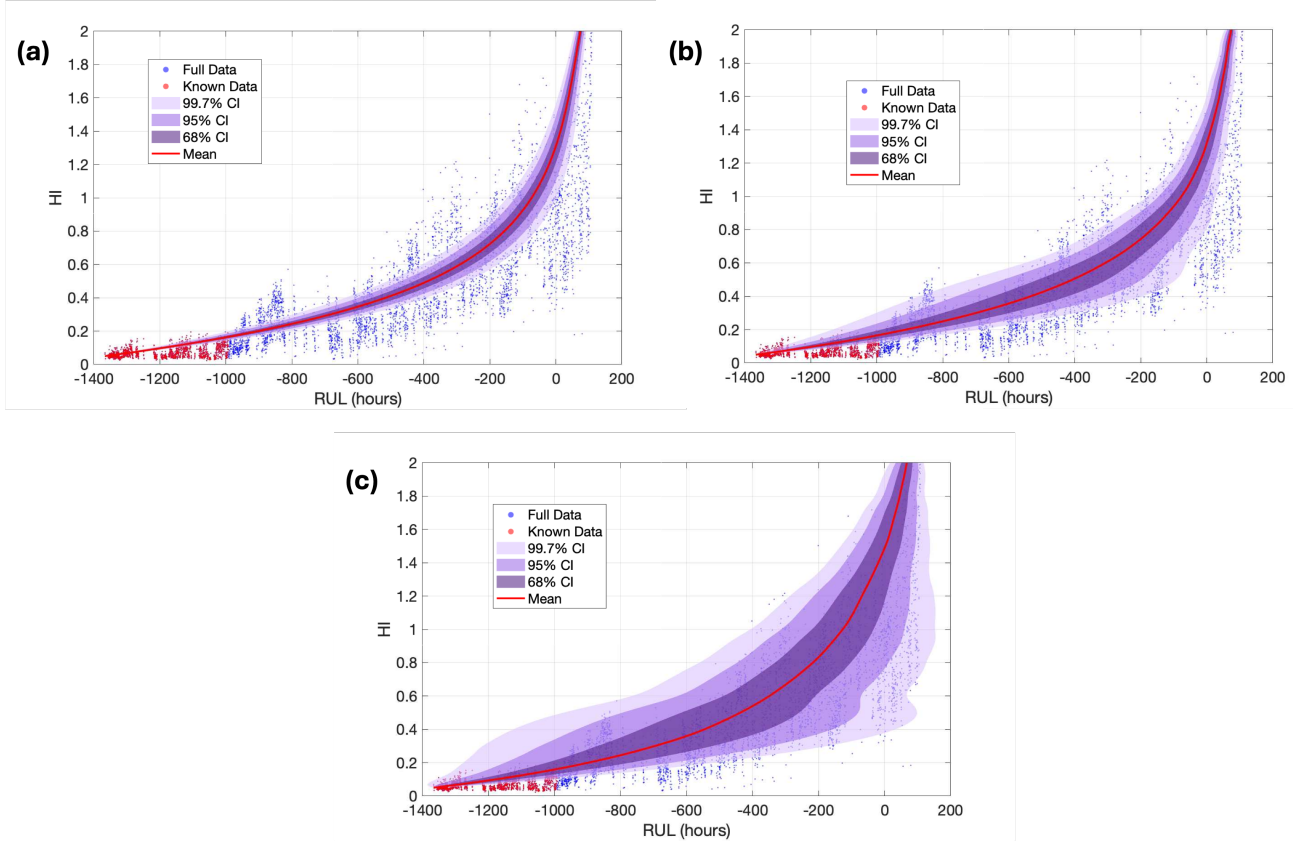 (a)
2
1.8
1.6
1.4
1.2
1
0.8
0.6
0.4
0.2
0
HI
Full Data
Known Data
99.7% CI
95% CI
68% CI
Mean
-1400 -1200 -1000 -800 -600 -400 -200 0 200
RUL (hours)
(b)
2
1.8
1.6
1.4
1.2
1
0.8
0.6
0.4
0.2
0
HI
Full Data
Known Data
99.7% CI
95% CI
68% CI
Mean
-1400 -1200 -1000 -800 -600 -400 -200 0 200
RUL (hours)
(c)
2
1.8
1.6
1.4
1.2
1
0.8
0.6
0.4
0.2
0
HI
Full Data
Known Data
99.7% CI
95% CI
68% CI
Mean
-1400 -1200 -1000 -800 -600 -400 -200 0 200
RUL (hours)